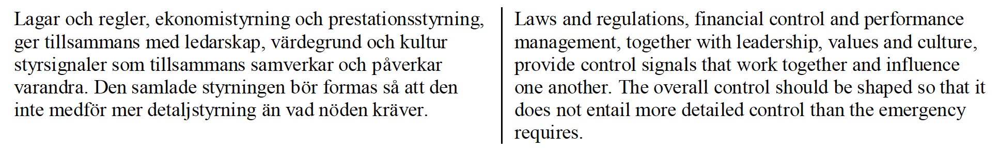 Lagar och regler, ekonomistyrning och prestationsstyrning,
ger tillsammans med ledarskap, värdegrund och kultur
styrsignaler som tillsammans samverkar och påverkar
varandra. Den samlade styrningen bör formas så att den
inte medför mer detaljstyrning än vad nöden kräver.
Laws and regulations, financial control and performance
management, together with leadership, values and culture,
provide control signals that work together and influence
one another. The overall control should be shaped so that it
does not entail more detailed control than the emergency
requires.